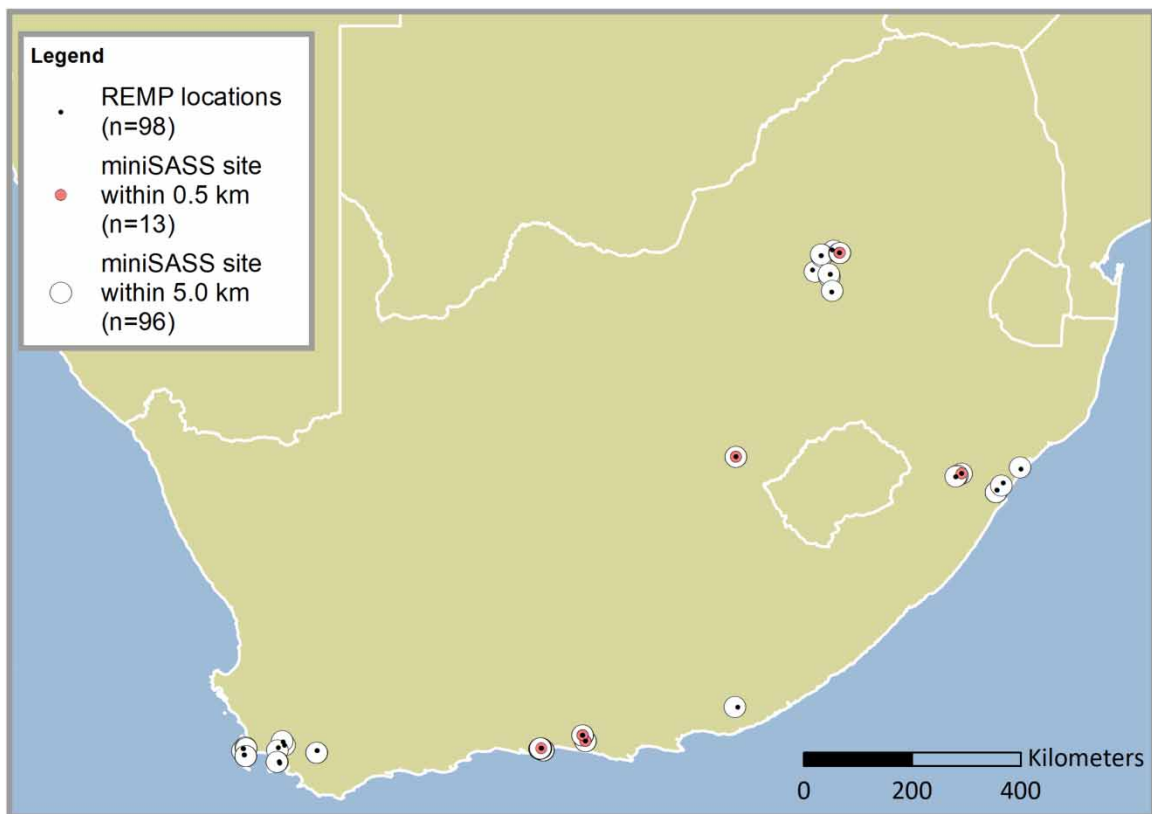 Legend
REMP locations
(n=98)
miniSASS site
within 0.5 km
(n=13)
miniSASS site
within 5.0 km
(n=96)
Kilometers
0 200 400